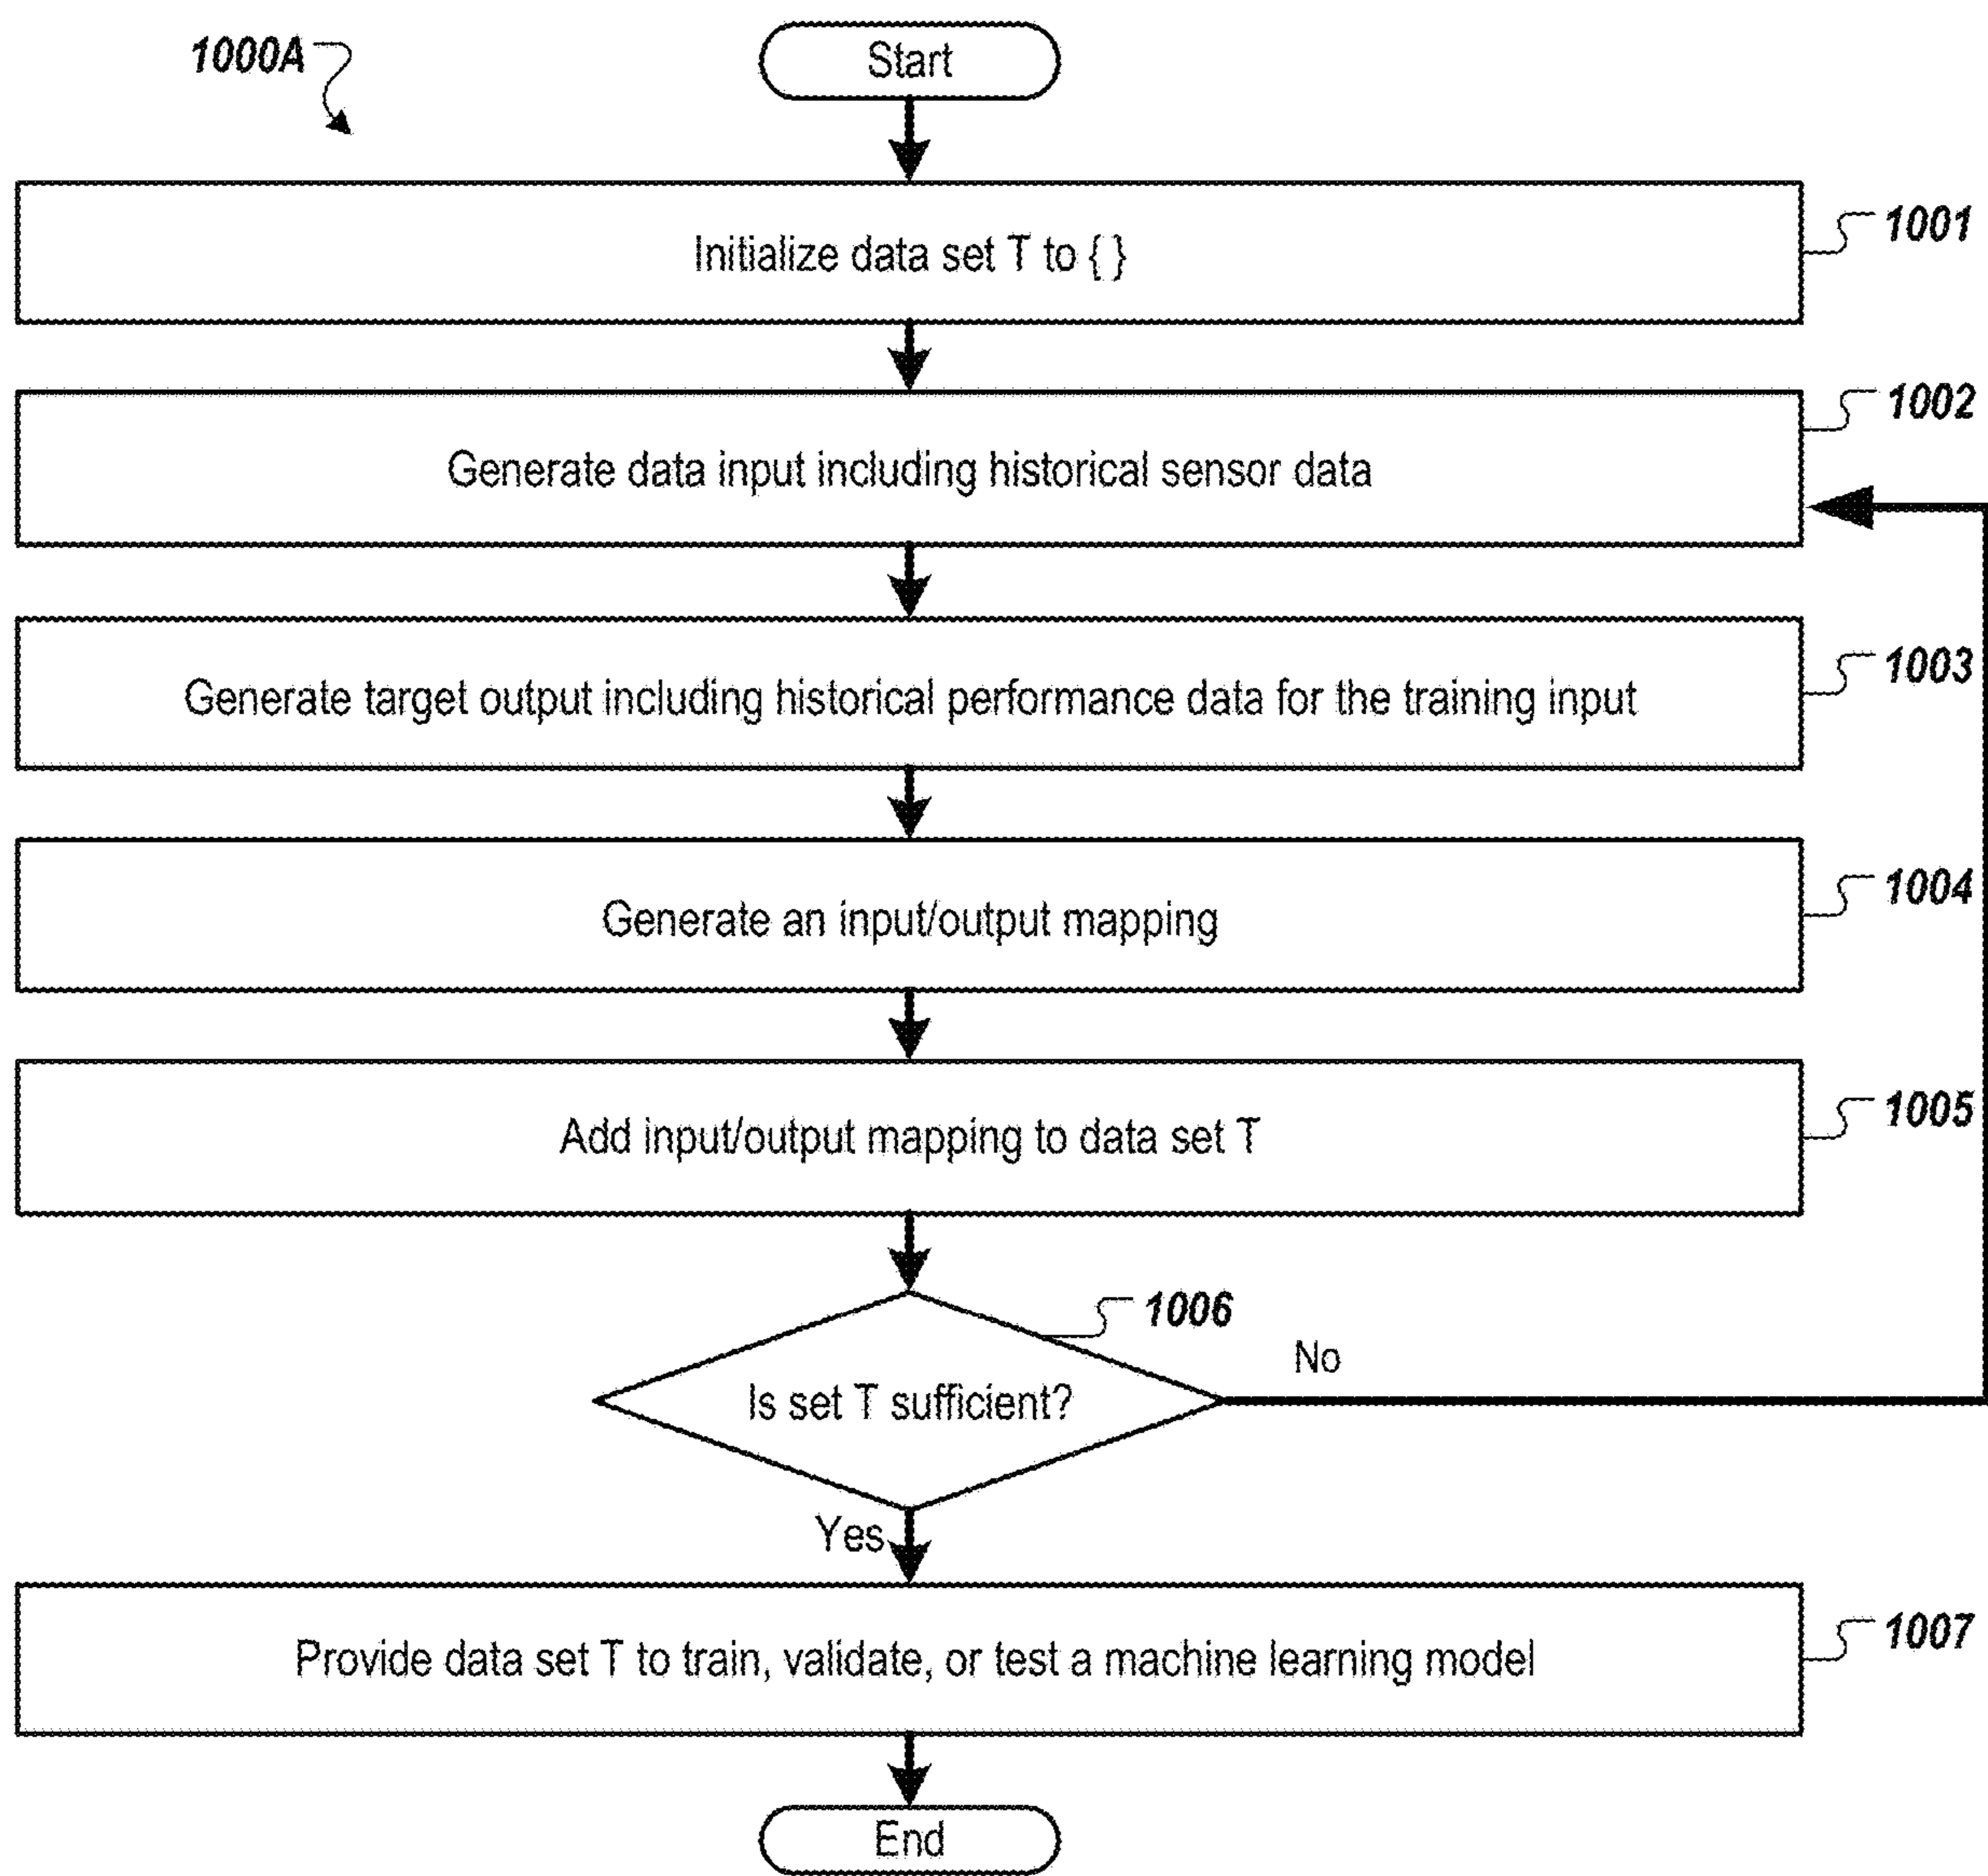 1000A
Start
Initialize data set T to { }
1001
Generate data input including historical sensor data
1002
Generate target output including historical performance data for the training input
1003
Generate an input/output mapping
1004
Add input/output mapping to data set T
1005
1006
Is set T sufficient?
No
Yes
Provide data set T to train, validate, or test a machine learning model
1007
End